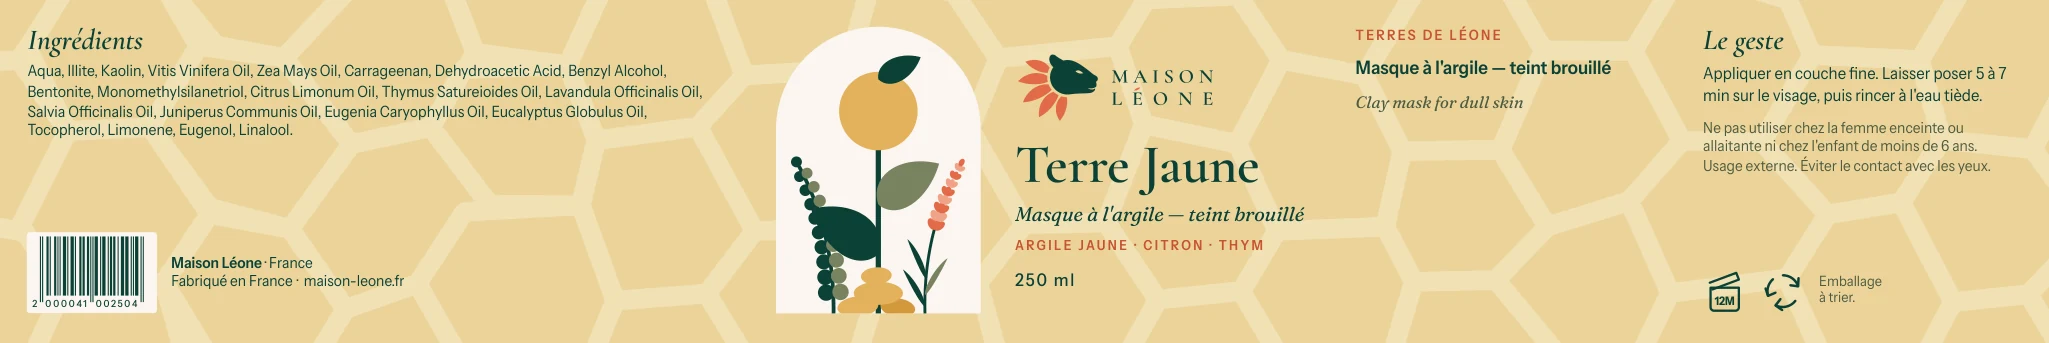 Ingrédients
Aqua, Illite, Kaolin, Vitis Vinifera Oil, Zea Mays Oil, Carrageenan, Dehydroacetic Acid, Benzyl Alcohol,
Bentonite, Monomethylsilanetriol, Citrus Limonum Oil, Thymus Satureioides Oil, Lavandula Officinalis Oil,
Salvia Officinalis Oil, Juniperus Communis Oil, Eugenia Caryophyllus Oil, Eucalyptus Globulus Oil,
Tocopherol, Limonene, Eugenol, Linalool.
2 000041 002504
Maison Léone · France
Fabriqué en France · maison-leone.fr
MAISON
LÉONE
Terre Jaune
Masque à l'argile — teint brouillé
ARGILE JAUNE · CITRON · THYM
250 ml
TERRES DE LÉONE
Masque à l'argile — teint brouillé
Clay mask for dull skin
Le geste
Appliquer en couche fine. Laisser poser 5 à 7
min sur le visage, puis rincer à l'eau tiède.
Ne pas utiliser chez la femme enceinte ou
allaitante ni chez l'enfant de moins de 6 ans.
Usage externe. Éviter le contact avec les yeux.
12M
Emballage
à trier.